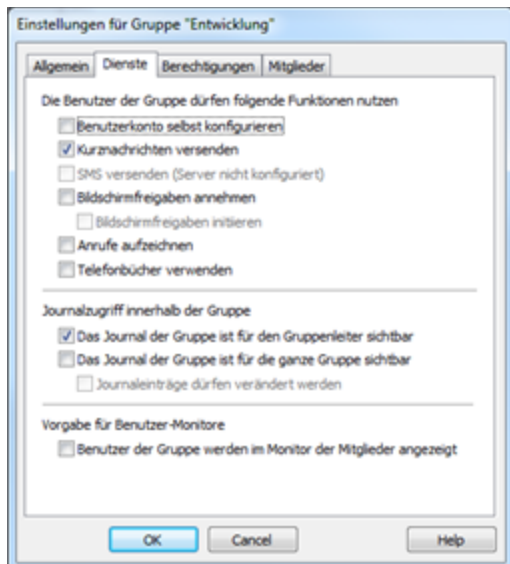 Einstellungen für Gruppe "Entwicklung"
Allgemein Dienste Berechtigungen Mitglieder
Die Benutzer der Gruppe dürfen folgende Funktionen nutzen
Benutzerkonto selbst konfigurieren
Kurznachrichten versenden
SMS versenden (Server nicht konfiguriert)
Bildschirmfreigaben annehmen
Bildschirmfreigaben initiieren
Anrufe aufzeichnen
Telefonbücher verwenden
Journalzugriff innerhalb der Gruppe
Das Journal der Gruppe ist für den Gruppenleiter sichtbar
Das Journal der Gruppe ist für die ganze Gruppe sichtbar
Journaleinträge dürfen verändert werden
Vorgabe für Benutzer-Monitore
Benutzer der Gruppe werden im Monitor der Mitglieder angezeigt
OK Cancel Help